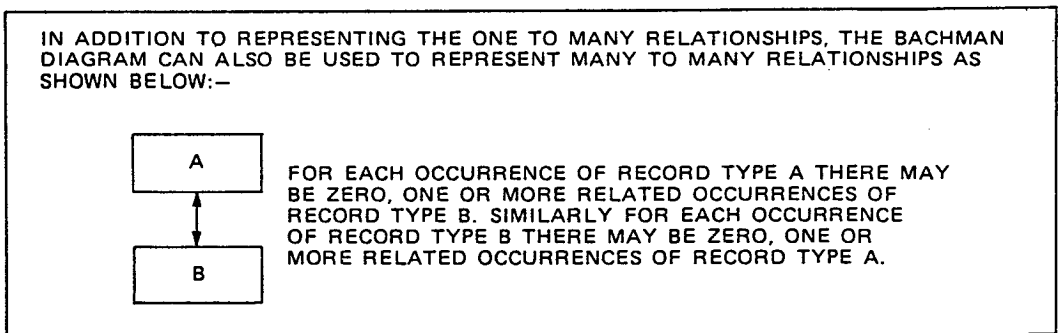 IN ADDITION TO REPRESENTING THE ONE TO MANY RELATIONSHIPS, THE BACHMAN
DIAGRAM CAN ALSO BE USED TO REPRESENT MANY TO MANY RELATIONSHIPS AS
SHOWN BELOW:—
A
FOR EACH OCCURRENCE OF RECORD TYPE A THERE MAY
BE ZERO, ONE OR MORE RELATED OCCURRENCES OF
RECORD TYPE B. SIMILARLY FOR EACH OCCURRENCE
OF RECORD TYPE B THERE MAY BE ZERO, ONE OR
MORE RELATED OCCURRENCES OF RECORD TYPE A.
B